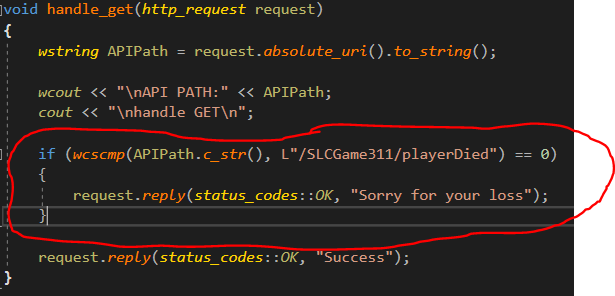 void handle_get(http_request request)
{
wstring APIPath = request.absolute_uri().to_string();
wcout << "\nAPI PATH:" << APIPath;
cout << "\nhandle GET\n";
if (wcscmp(APIPath.c_str(), L"/SLCGame311/playerDied") == 0)
{
request.reply(status_codes::OK, "Sorry for your loss");
}
request.reply(status_codes::OK, "Success");
}